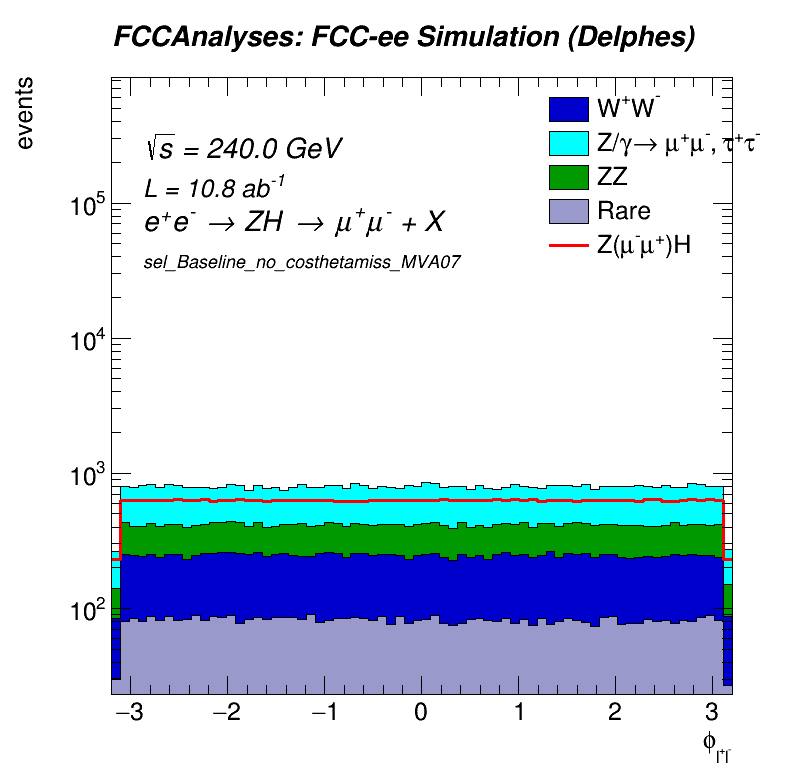 FCCAnalyses: FCC-ee Simulation (Delphes)
events
√s = 240.0 GeV
L = 10.8 ab⁻¹
e⁺e⁻ → ZH → μ⁺μ⁻ + X
sel_Baseline_no_costhetamiss_MVA07
W⁺W⁻
Z/γ→ μ⁺μ⁻, τ⁺τ⁻
ZZ
Rare
Z(μ⁻μ⁺)H
10⁵
10⁴
10³
10²
−3 −2 −1 0 1 2 3
ϕ l⁺l⁻